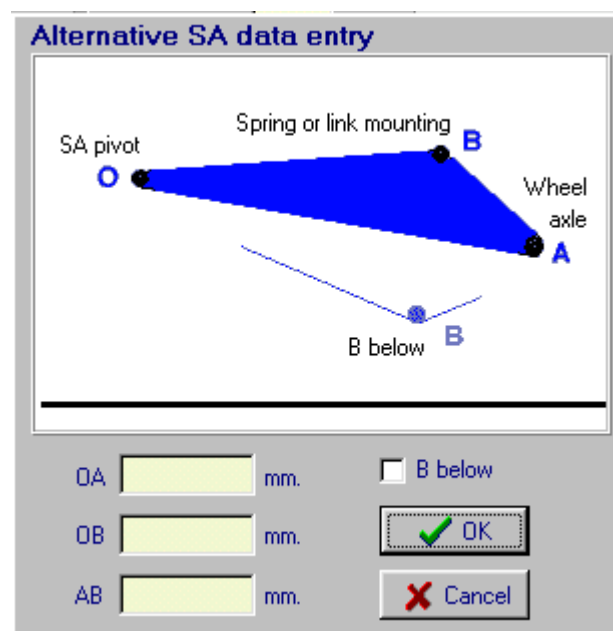 Alternative SA data entry
Spring or link mounting
B
SA pivot
O
Wheel
axle
A
B
B below
OA mm.
B below
OB mm.
OK
AB mm.
Cancel